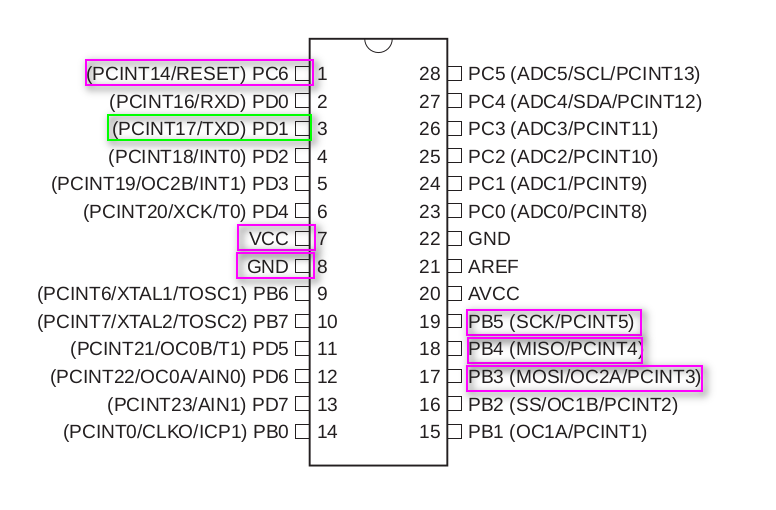 (PCINT14/RESET) PC6 1 28 PC5 (ADC5/SCL/PCINT13)
(PCINT16/RXD) PD0 2 27 PC4 (ADC4/SDA/PCINT12)
(PCINT17/TXD) PD1 3 26 PC3 (ADC3/PCINT11)
(PCINT18/INT0) PD2 4 25 PC2 (ADC2/PCINT10)
(PCINT19/OC2B/INT1) PD3 5 24 PC1 (ADC1/PCINT9)
(PCINT20/XCK/T0) PD4 6 23 PC0 (ADC0/PCINT8)
VCC 7 22 GND
GND 8 21 AREF
(PCINT6/XTAL1/TOSC1) PB6 9 20 AVCC
(PCINT7/XTAL2/TOSC2) PB7 10 19 PB5 (SCK/PCINT5)
(PCINT21/OC0B/T1) PD5 11 18 PB4 (MISO/PCINT4)
(PCINT22/OC0A/AIN0) PD6 12 17 PB3 (MOSI/OC2A/PCINT3)
(PCINT23/AIN1) PD7 13 16 PB2 (SS/OC1B/PCINT2)
(PCINT0/CLKO/ICP1) PB0 14 15 PB1 (OC1A/PCINT1)